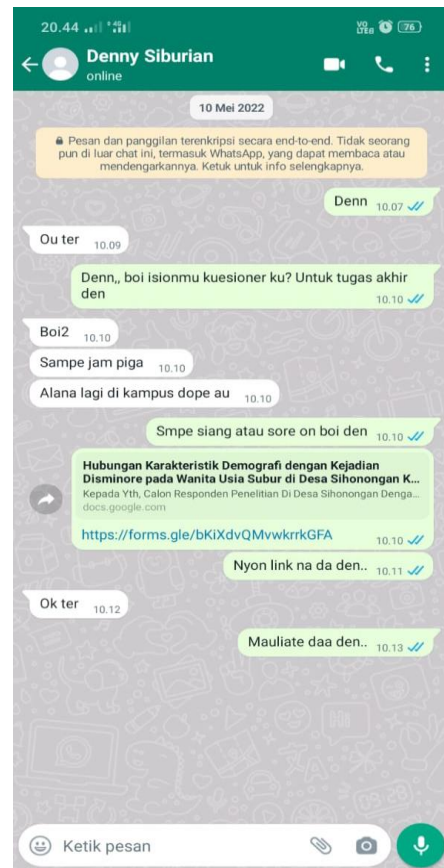 20.44
4G
VO
LTE
76
Denny Siburian
online
10 Mei 2022
Pesan dan panggilan terenkripsi secara end-to-end. Tidak seorang
pun di luar chat ini, termasuk WhatsApp, yang dapat membaca atau
mendengarkannya. Ketuk untuk info selengkapnya.
Denn 10.07
Ou ter 10.09
Denn,, boi isionmu kuesioner ku? Untuk tugas akhir
den
10.10
Boi2 10.10
Sampe jam piga 10.10
Alana lagi di kampus dope au 10.10
Smpe siang atau sore on boi den 10.10
Hubungan Karakteristik Demografi dengan Kejadian
Disminore pada Wanita Usia Subur di Desa Sihonongan K...
Kepada Yth, Calon Responden Penelitian Di Desa Sihonongan Denga...
docs.google.com
https://forms.gle/bKiXdvQMvwkrrkGFA
10.10
Nyon link na da den.. 10.11
Ok ter 10.12
Mauliate daa den.. 10.13
Ketik pesan